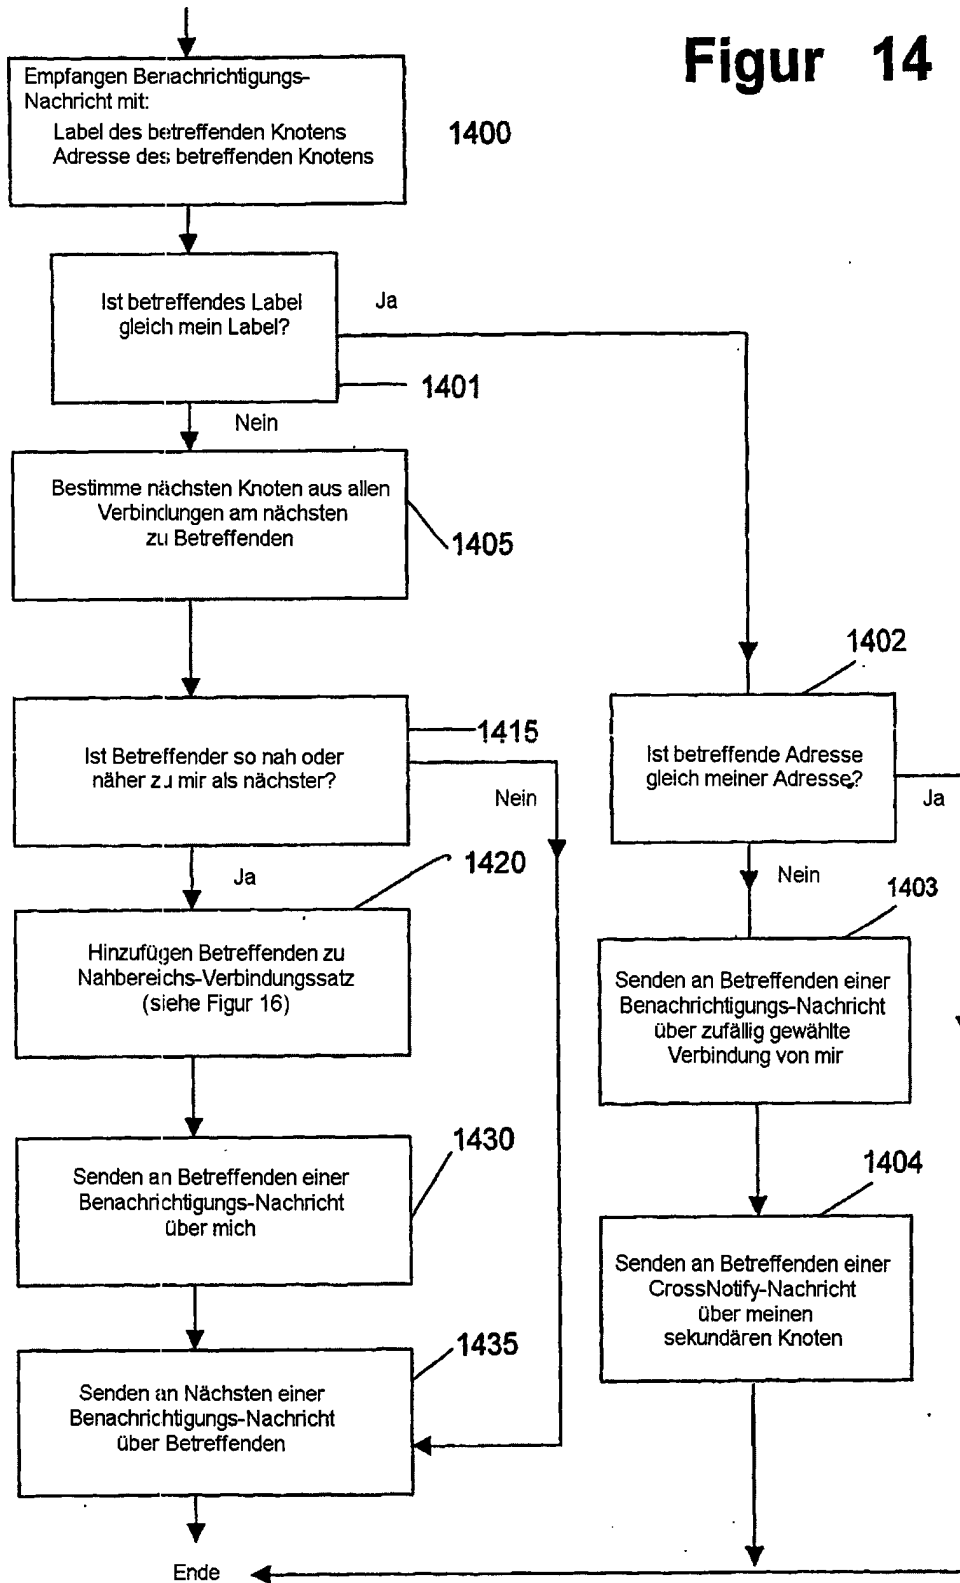 Figur 14
Empfangen Benachrichtigungs-
Nachricht mit:
Label des betreffenden Knotens
Adresse des betreffenden Knotens
1400
Ist betreffendes Label
gleich mein Label?
Ja
1401
Nein
Bestimme nächsten Knoten aus allen
Verbindungen am nächsten
zu Betreffenden
1405
1402
Ist Betreffender so nah oder
näher zu mir als nächster?
1415
Nein
Ist betreffende Adresse
gleich meiner Adresse?
Ja
Ja
1420
Nein
1403
Hinzufügen Betreffenden zu
Nahbereichs-Verbindungssatz
(siehe Figur 16)
Senden an Betreffenden einer
Benachrichtigungs-Nachricht
über zufällig gewählte
Verbindung von mir
Senden an Betreffenden einer
Benachrichtigungs-Nachricht
über mich
1430
1404
Senden an Betreffenden einer
CrossNotify-Nachricht
über meinen
sekundären Knoten
1435
Senden an Nächsten einer
Benachrichtigungs-Nachricht
über Betreffenden
Ende